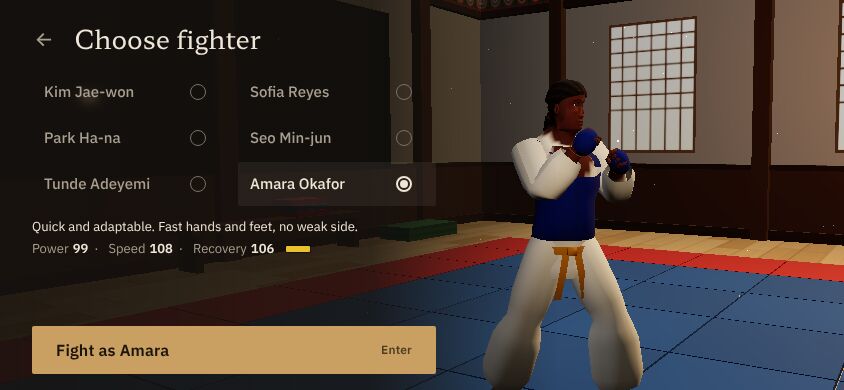 Choose fighter
Kim Jae-won
Sofia Reyes
Park Ha-na
Seo Min-jun
Tunde Adeyemi
Amara Okafor
Quick and adaptable. Fast hands and feet, no weak side.
Power 99 · Speed 108 · Recovery 106
Fight as Amara Enter